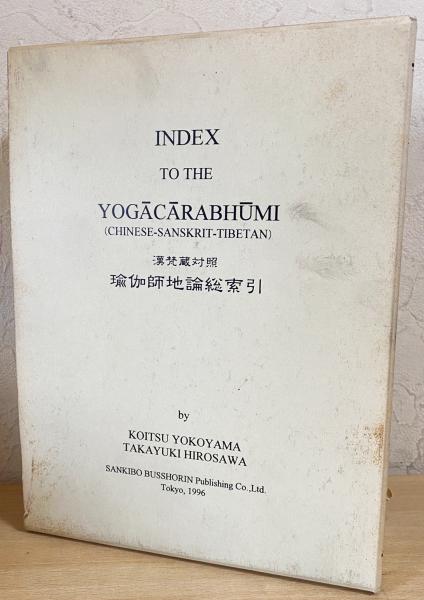 INDEX
TO THE
YOGĀCĀRABHŪMI
(CHINESE-SANSKRIT-TIBETAN)
漢梵蔵対照
瑜伽師地論総索引
by
KOITSU YOKOYAMA
TAKAYUKI HIROSAWA
SANKIBO BUSSHORIN Publishing Co.,Ltd.
Tokyo, 1996